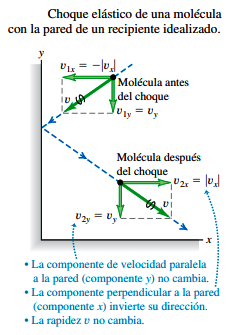 Choque elástico de una molécula
con la pared de un recipiente idealizado.
y
v1x = −|vx|
Molécula antes
del choque
v
v1y = vy
Molécula después
del choque
v2x = |vx|
v
v2y = vy
x
• La componente de velocidad paralela
a la pared (componente y) no cambia.
• La componente perpendicular a la pared
(componente x) invierte su dirección.
• La rapidez v no cambia.